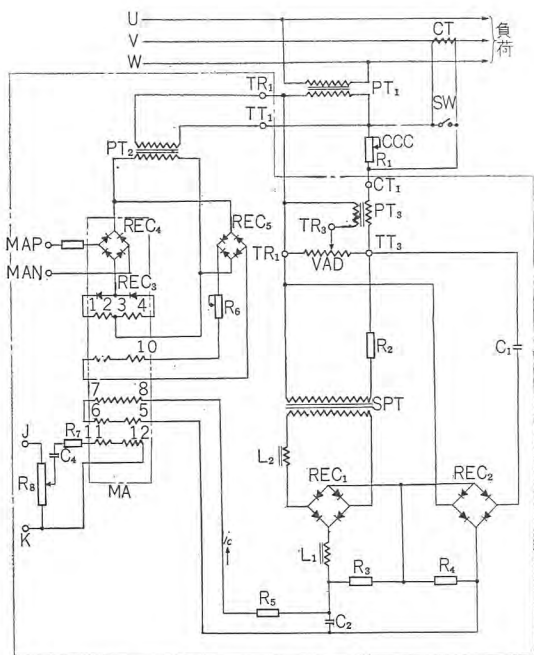 U
V
W
CT
負荷
TR₁
PT₁
TT₁
SW
PT₂
CCC
R₁
CT₁
REC₄
REC₅
PT₃
MAP
TR₃
MAN
REC₃
TR₁
VAD
TT₃
1 2 3 4
R₆
10
R₂
C₁
7 8
SPT
6 5
J
R₇
11 12
L₂
C₄
REC₁
REC₂
R₈
MA
K
Ic
L₁
R₃
R₄
R₅
C₂